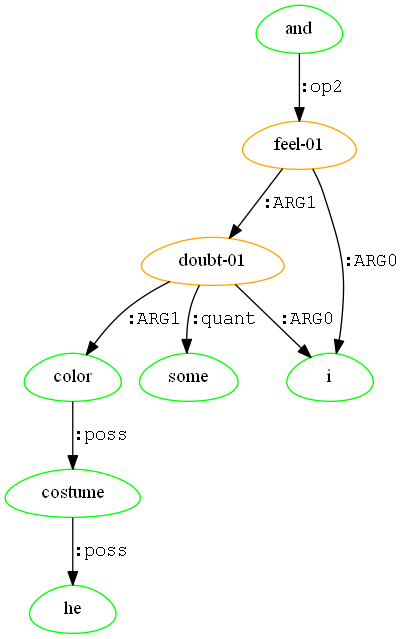 and
:op2
feel-01
:ARG1
:ARG0
doubt-01
:ARG1 :quant :ARG0
color some i
:poss
costume
:poss
he